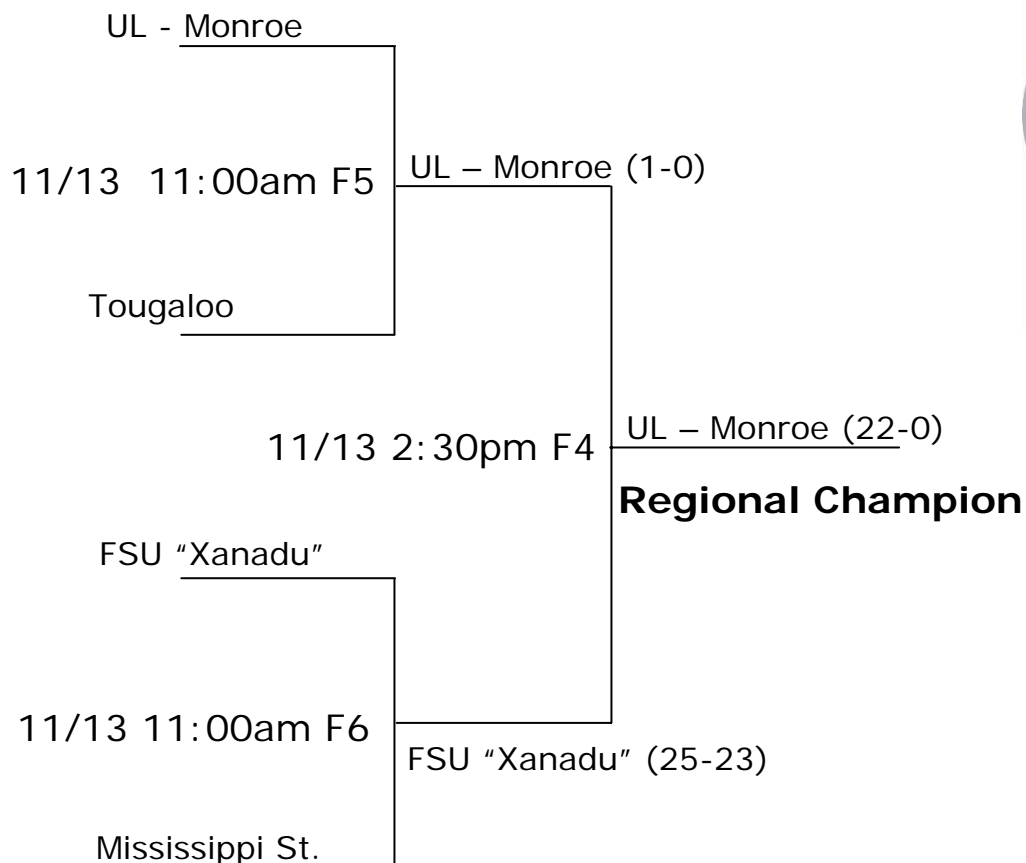 UL - Monroe
11/13 11:00am F5
UL – Monroe (1-0)
Tougaloo
11/13 2:30pm F4
UL – Monroe (22-0)
Regional Champion
FSU “Xanadu”
11/13 11:00am F6
FSU “Xanadu” (25-23)
Mississippi St.